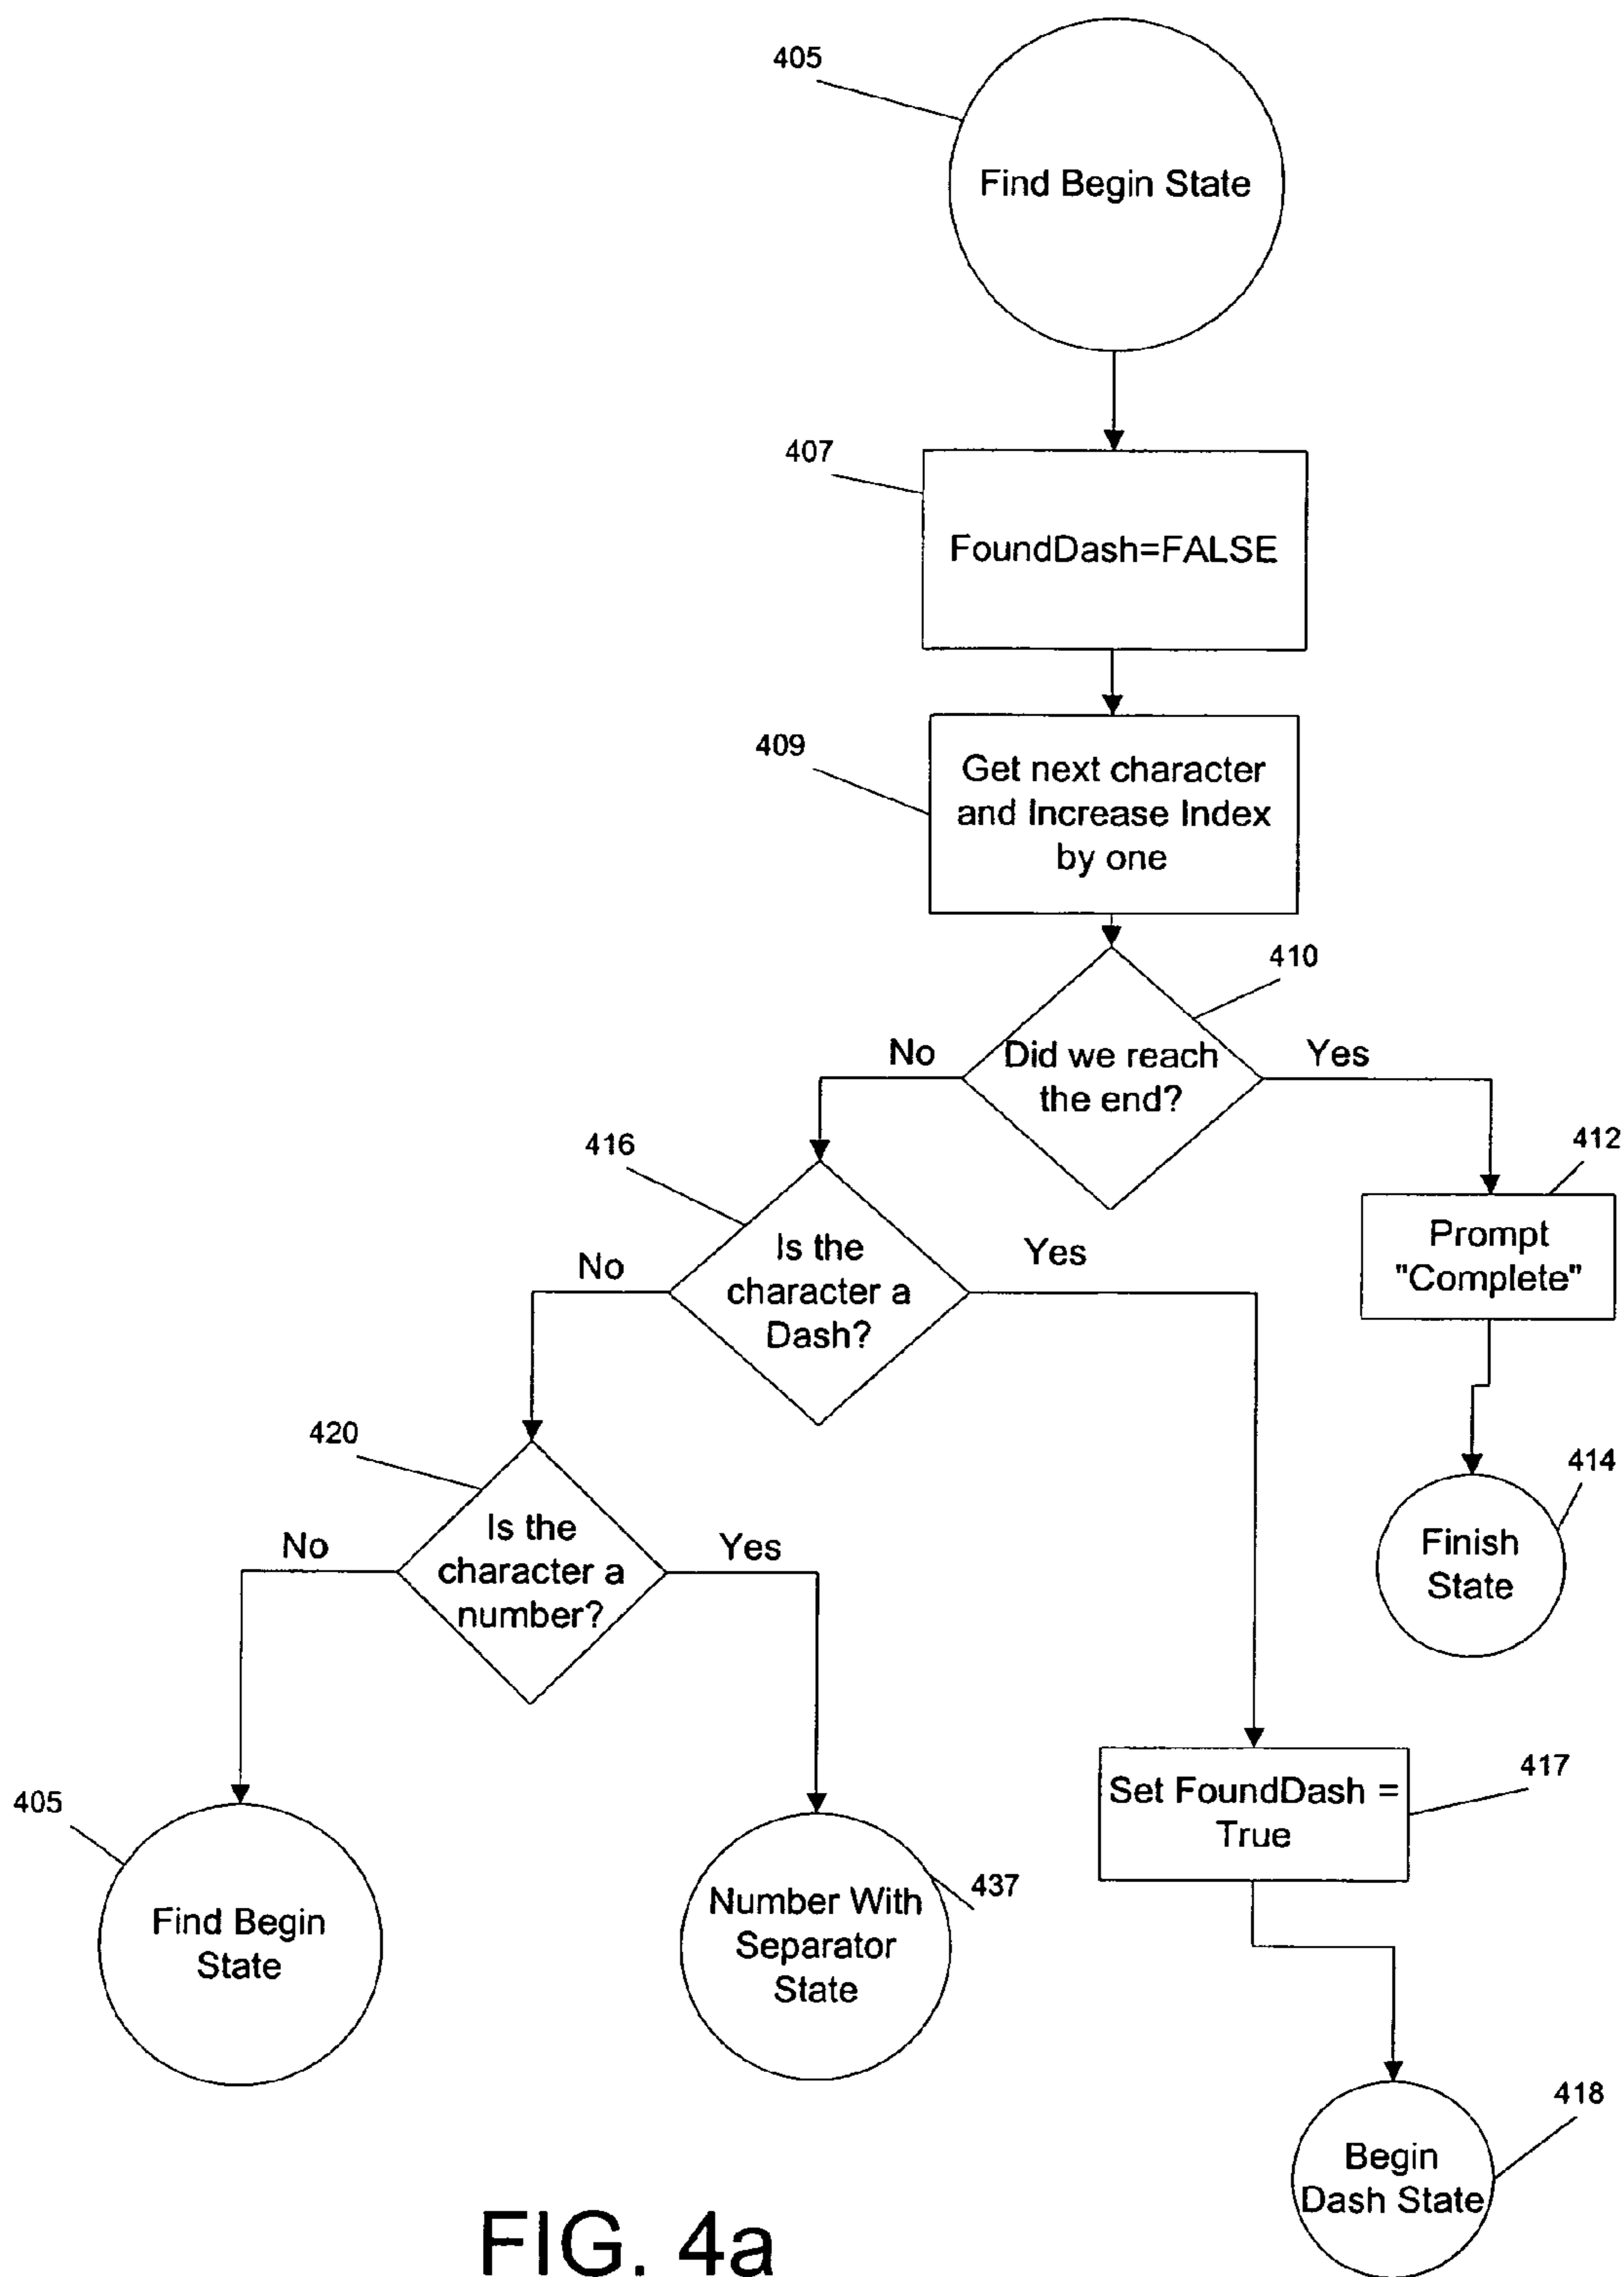 405
Find Begin State
407
FoundDash=FALSE
409
Get next character
and Increase Index
by one
410
No
Did we reach
the end?
Yes
416
412
No
Is the
character a
Dash?
Yes
Prompt
"Complete"
420
414
No
Is the
character a
number?
Yes
Finish
State
405
417
Set FoundDash =
True
437
Find Begin
State
Number With
Separator
State
418
Begin
Dash State
FIG. 4a